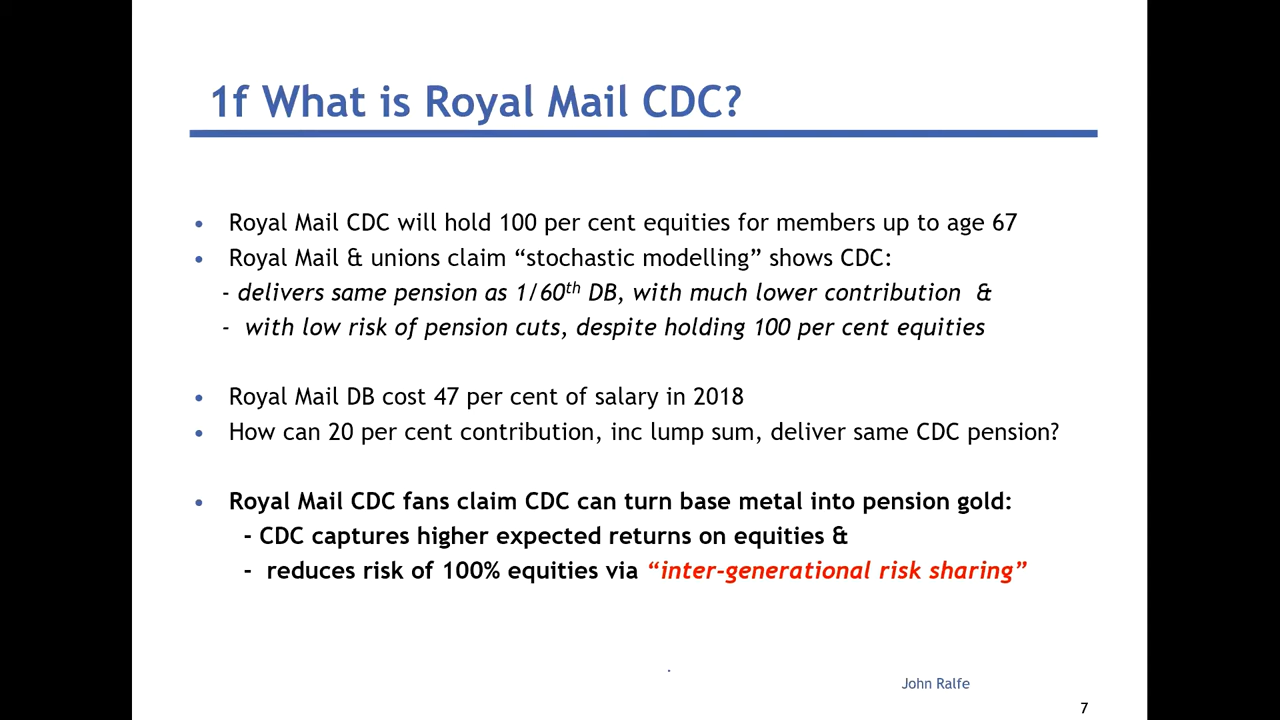 1f What is Royal Mail CDC?
• Royal Mail CDC will hold 100 per cent equities for members up to age 67
• Royal Mail & unions claim “stochastic modelling” shows CDC:
- delivers same pension as 1/60th DB, with much lower contribution &
- with low risk of pension cuts, despite holding 100 per cent equities
• Royal Mail DB cost 47 per cent of salary in 2018
• How can 20 per cent contribution, inc lump sum, deliver same CDC pension?
• Royal Mail CDC fans claim CDC can turn base metal into pension gold:
- CDC captures higher expected returns on equities &
- reduces risk of 100% equities via “inter-generational risk sharing”
.
John Ralfe
7